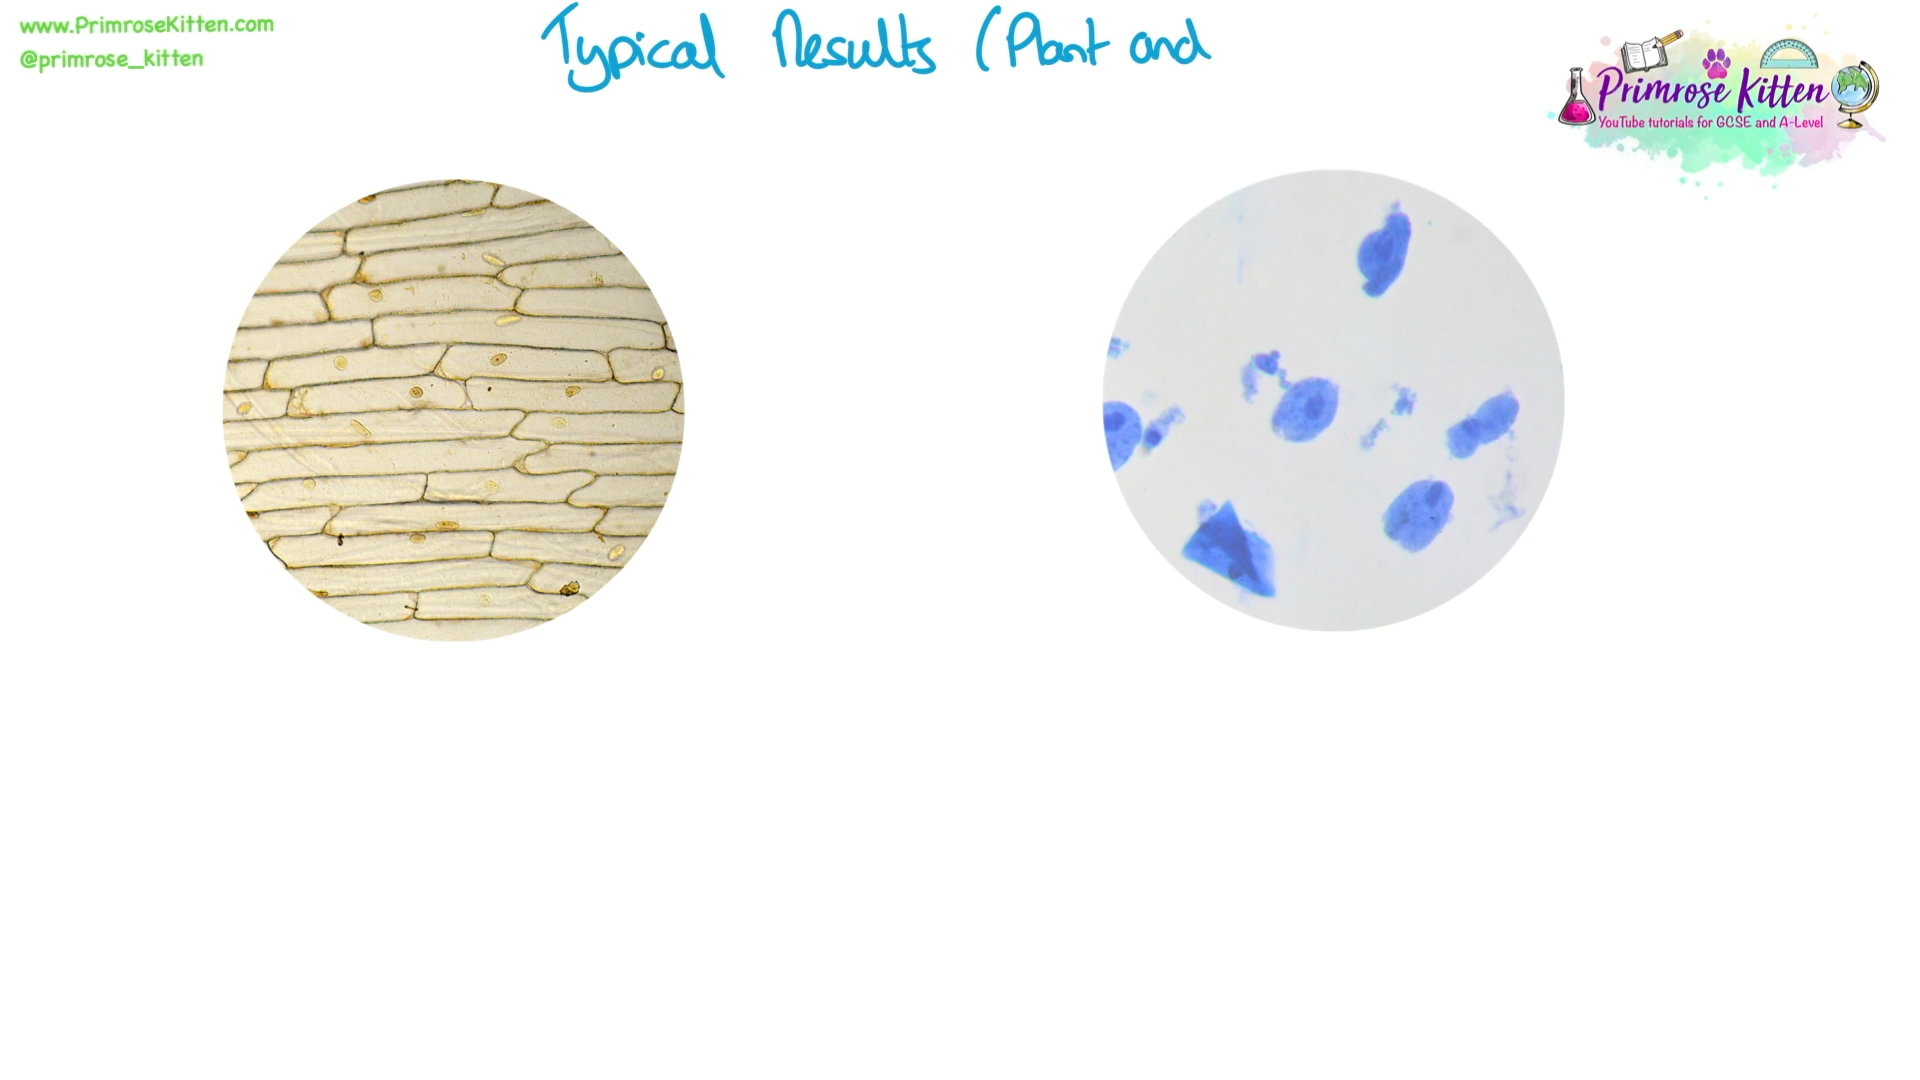 www.PrimroseKitten.com
@primrose_kitten
Typical Results (Plant and
Primrose Kitten
YouTube tutorials for GCSE and A-Level